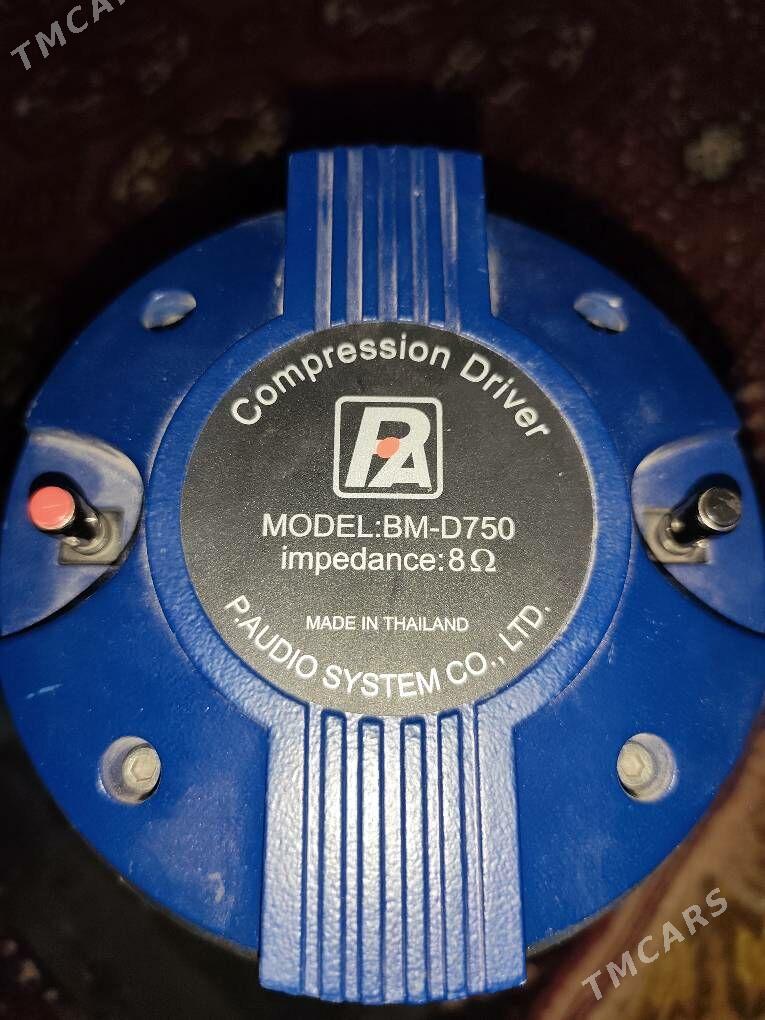 TMCARS
Compression Driver
PA
MODEL:BM-D750
impedance:8Ω
MADE IN THAILAND
P.AUDIO SYSTEM CO., LTD.
TMCARS